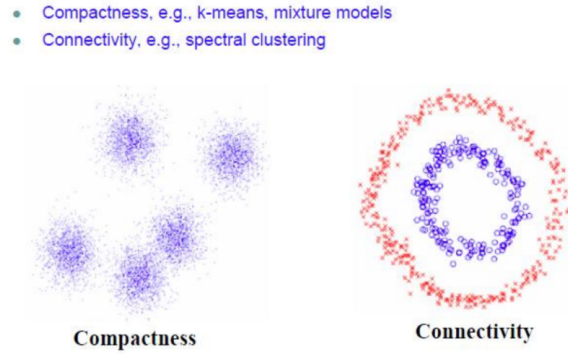 • Compactness, e.g., k-means, mixture models
• Connectivity, e.g., spectral clustering
Compactness
Connectivity